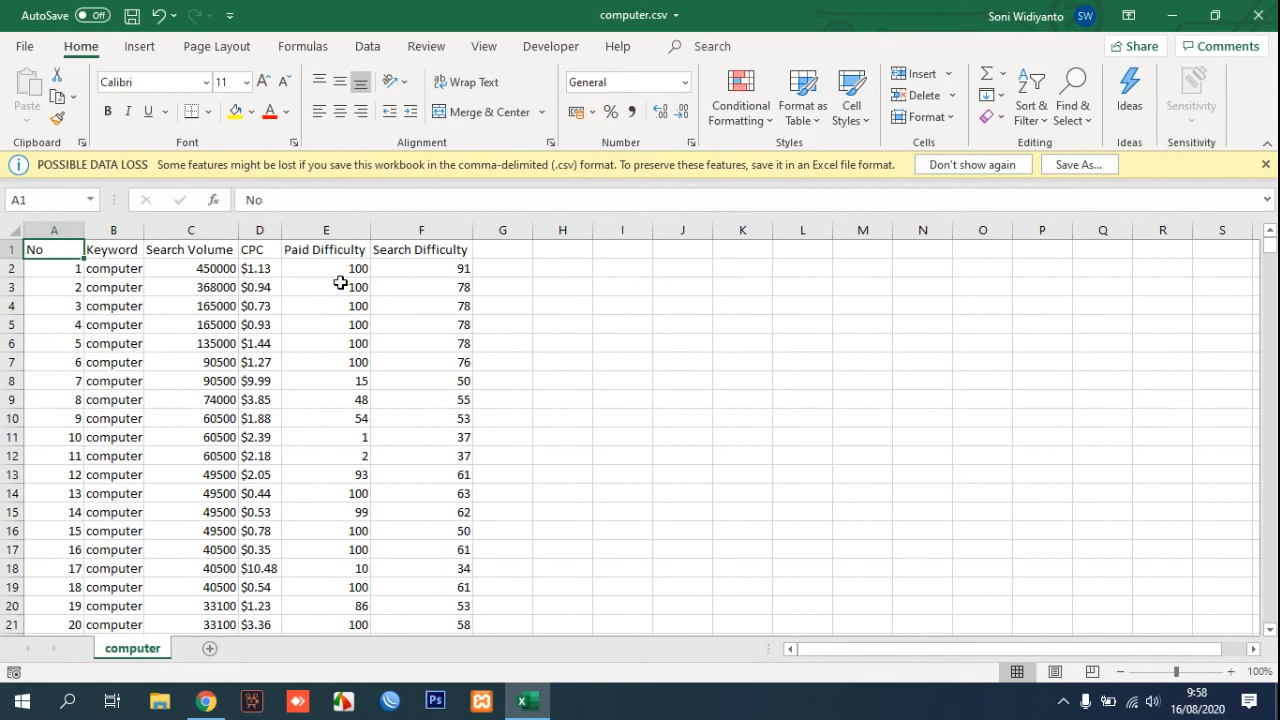 AutoSave Off computer.csv Soni Widiyanto SW
File Home Insert Page Layout Formulas Data Review View Developer Help Search Share Comments
Paste Calibri 11 Wrap Text General Conditional Formatting Format as Table Cell Styles Insert Sort & Filter Find & Select Ideas Sensitivity
B I U Merge & Center % Delete Format
Clipboard Font Alignment Number Styles Cells Editing Ideas Sensitivity
POSSIBLE DATA LOSS Some features might be lost if you save this workbook in the comma-delimited (.csv) format. To preserve these features, save it in an Excel file format. Don't show again Save As...
A1 fx No
A B C D E F G H I J K L M N O P Q R S
1 No Keyword Search Volume CPC Paid Difficulty Search Difficulty
2 1 computer 450000 $1.13 100 91
3 2 computer 368000 $0.94 100 78
4 3 computer 165000 $0.73 100 78
5 4 computer 165000 $0.93 100 78
6 5 computer 135000 $1.44 100 78
7 6 computer 90500 $1.27 100 76
8 7 computer 90500 $9.99 15 50
9 8 computer 74000 $3.85 48 55
10 9 computer 60500 $1.88 54 53
11 10 computer 60500 $2.39 1 37
12 11 computer 60500 $2.18 2 37
13 12 computer 49500 $2.05 93 61
14 13 computer 49500 $0.44 100 63
15 14 computer 49500 $0.53 99 62
16 15 computer 49500 $0.78 100 50
17 16 computer 40500 $0.35 100 61
18 17 computer 40500 $10.48 10 34
19 18 computer 40500 $0.54 100 61
20 19 computer 33100 $1.23 86 53
21 20 computer 33100 $3.36 100 58
computer
100%
Ps 9:58
16/08/2020